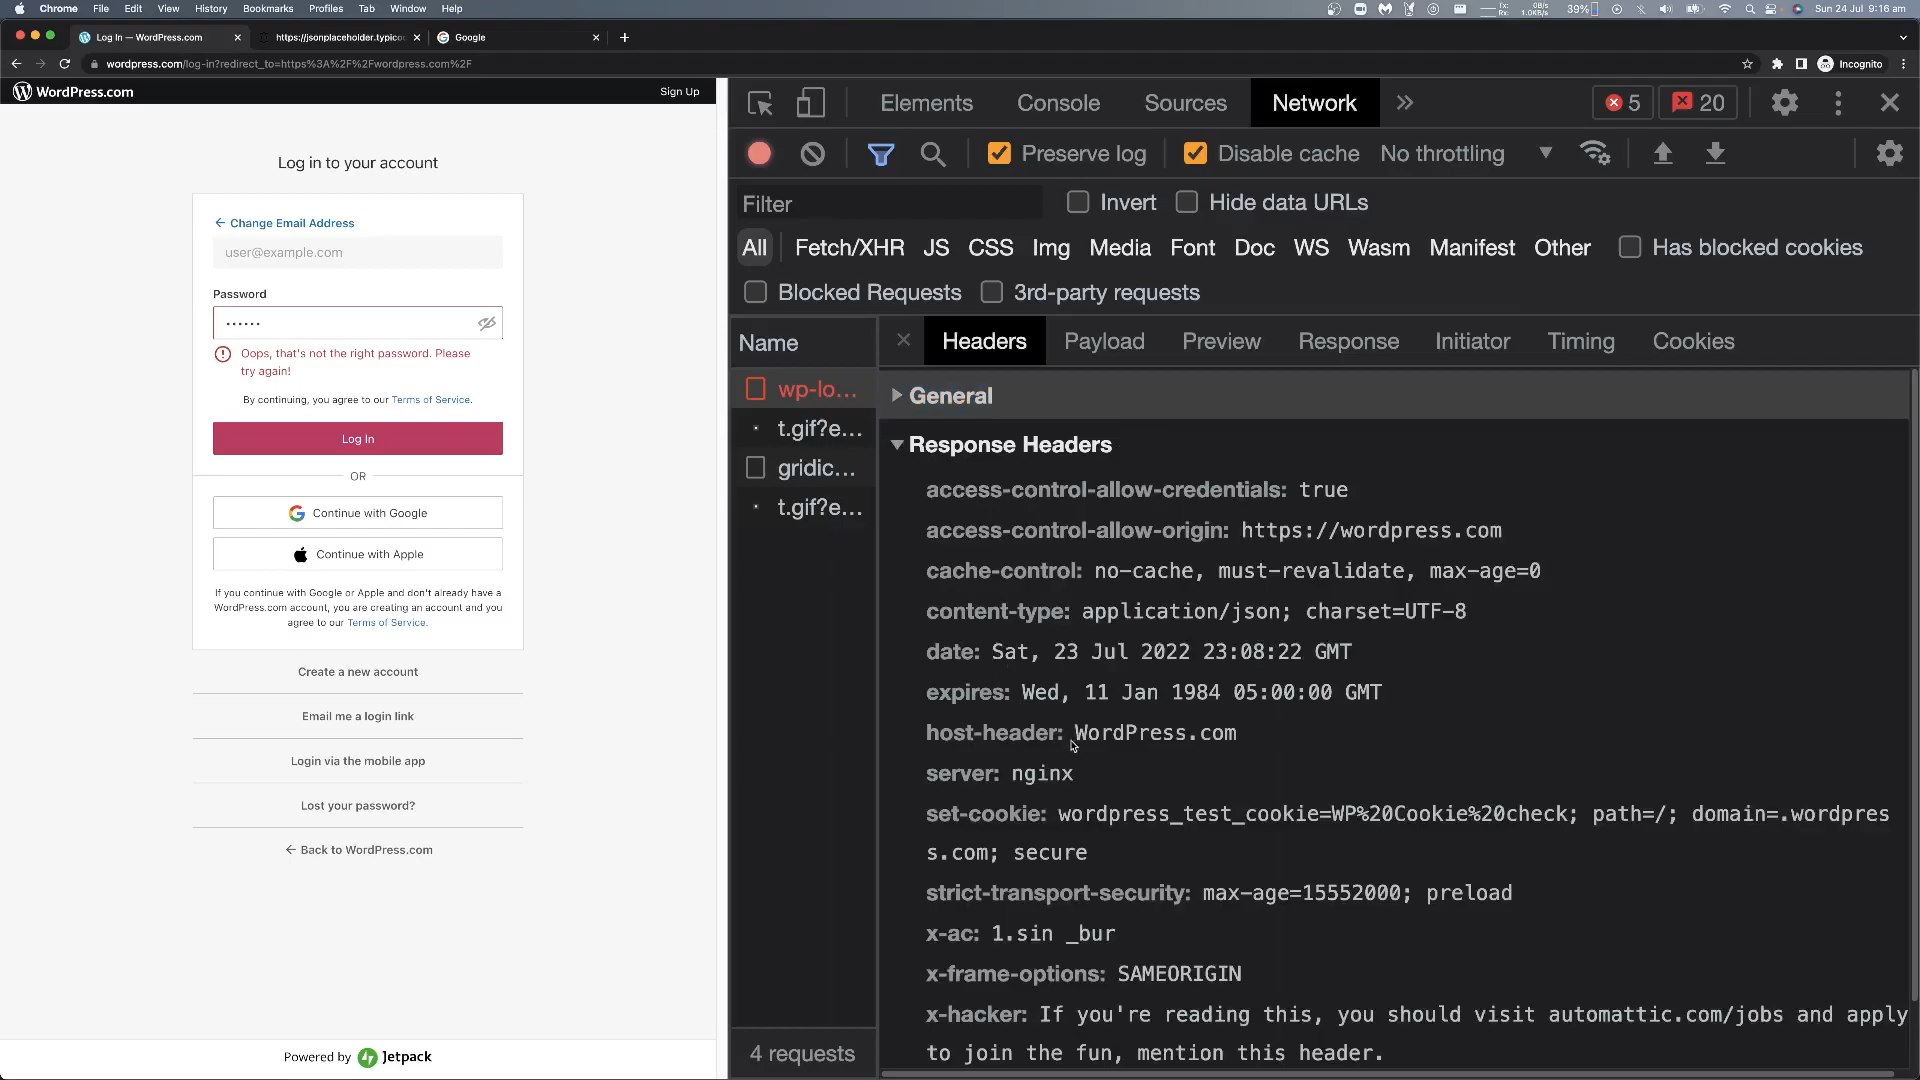 Chrome File Edit View History Bookmarks Profiles Tab Window Help
Tx: 0B/s
Rx: 1.0KB/s
39%
Sun 24 Jul 9:16 am
Log In — WordPress.com
https://jsonplaceholder.typico
Google
wordpress.com/log-in?redirect_to=https%3A%2F%2Fwordpress.com%2F
Incognito
WordPress.com
Sign Up
Log in to your account
Change Email Address
user@example.com
Password
Oops, that's not the right password. Please
try again!
By continuing, you agree to our Terms of Service.
Log In
OR
Continue with Google
Continue with Apple
If you continue with Google or Apple and don't already have a
WordPress.com account, you are creating an account and you
agree to our Terms of Service.
Create a new account
Email me a login link
Login via the mobile app
Lost your password?
Back to WordPress.com
Powered by Jetpack
Elements Console Sources Network 5 20
Preserve log Disable cache No throttling
Filter Invert Hide data URLs
All Fetch/XHR JS CSS Img Media Font Doc WS Wasm Manifest Other Has blocked cookies
Blocked Requests 3rd-party requests
Name
wp-lo...
t.gif?e...
gridic...
t.gif?e...
4 requests
Headers Payload Preview Response Initiator Timing Cookies
General
Response Headers
access-control-allow-credentials: true
access-control-allow-origin: https://wordpress.com
cache-control: no-cache, must-revalidate, max-age=0
content-type: application/json; charset=UTF-8
date: Sat, 23 Jul 2022 23:08:22 GMT
expires: Wed, 11 Jan 1984 05:00:00 GMT
host-header: WordPress.com
server: nginx
set-cookie: wordpress_test_cookie=WP%20Cookie%20check; path=/; domain=.wordpres
s.com; secure
strict-transport-security: max-age=15552000; preload
x-ac: 1.sin _bur
x-frame-options: SAMEORIGIN
x-hacker: If you're reading this, you should visit automattic.com/jobs and apply
to join the fun, mention this header.